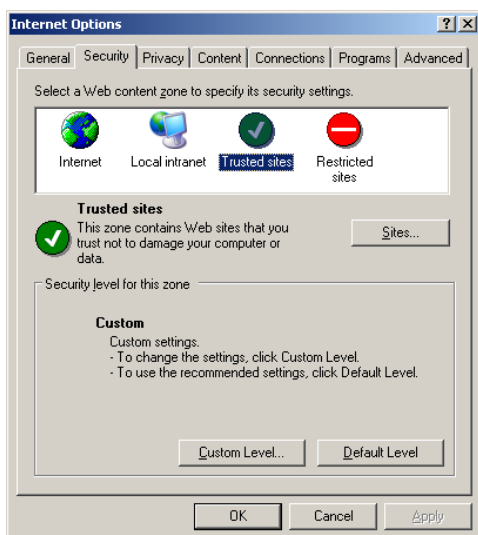 Internet Options
General Security Privacy Content Connections Programs Advanced
Select a Web content zone to specify its security settings.
Internet Local intranet Trusted sites Restricted
sites
Trusted sites
This zone contains Web sites that you
trust not to damage your computer or
data.
Sites...
Security level for this zone
Custom
Custom settings.
- To change the settings, click Custom Level.
- To use the recommended settings, click Default Level.
Custom Level... Default Level
OK Cancel Apply